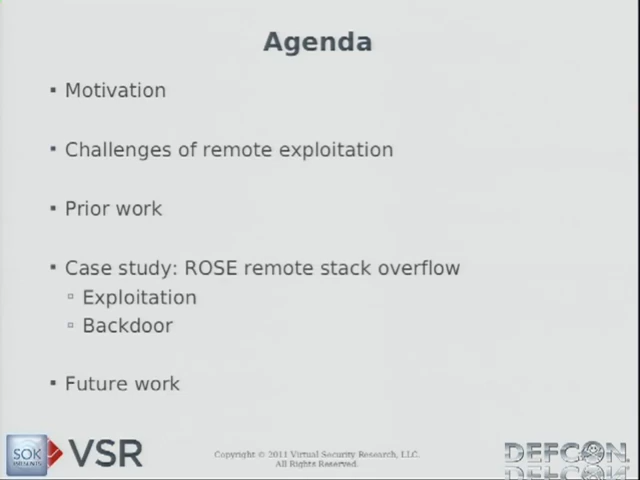 Agenda
Motivation
Challenges of remote exploitation
Prior work
Case study: ROSE remote stack overflow
Exploitation
Backdoor
Future work
SOK
PRESENTS
VSR
Copyright © 2011 Virtual Security Research, LLC.
All Rights Reserved.
DEFCON